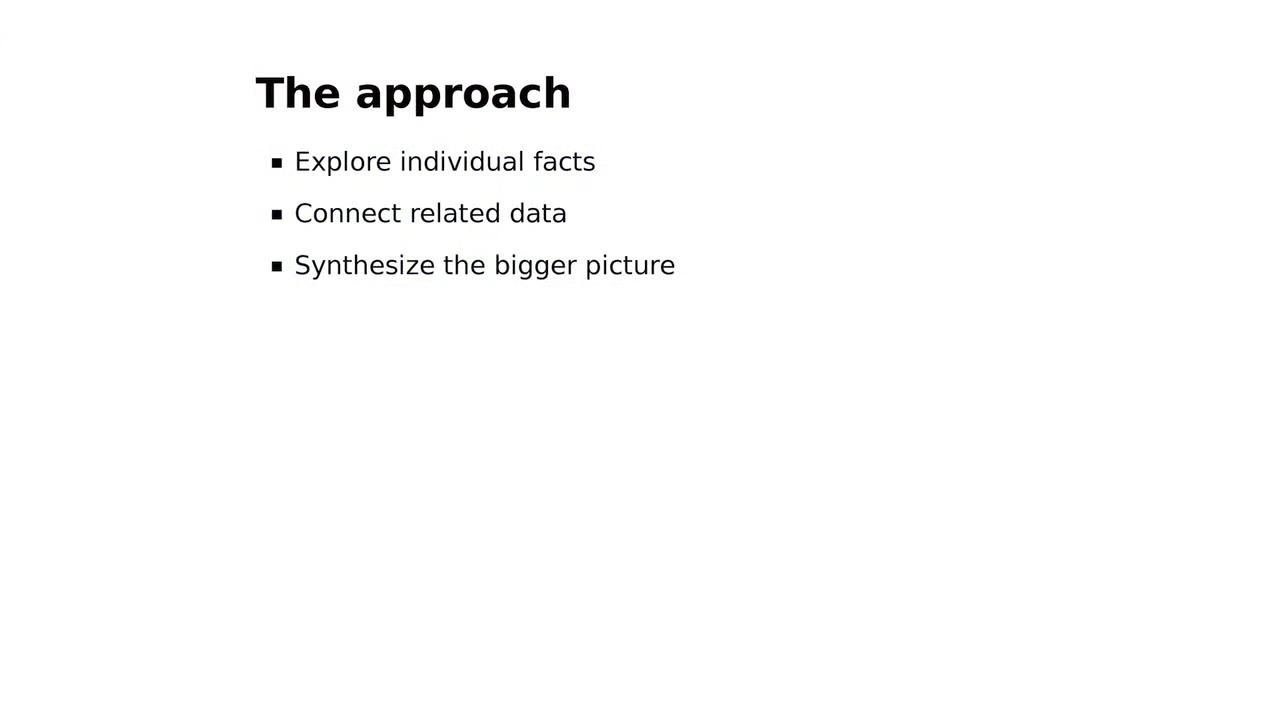 The approach
▪ Explore individual facts
▪ Connect related data
▪ Synthesize the bigger picture